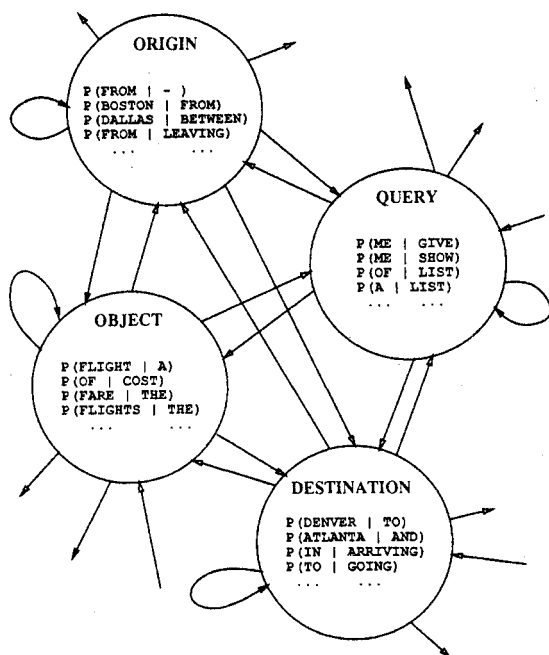 ORIGIN
P(FROM | - )
P(BOSTON | FROM)
P(DALLAS | BETWEEN)
P(FROM | LEAVING)
... ...
QUERY
P(ME | GIVE)
P(ME | SHOW)
P(OF | LIST)
P(A | LIST)
... ...
OBJECT
P(FLIGHT | A)
P(OF | COST)
P(FARE | THE)
P(FLIGHTS | THE)
... ...
DESTINATION
P(DENVER | TO)
P(ATLANTA | AND)
P(IN | ARRIVING)
P(TO | GOING)
... ...